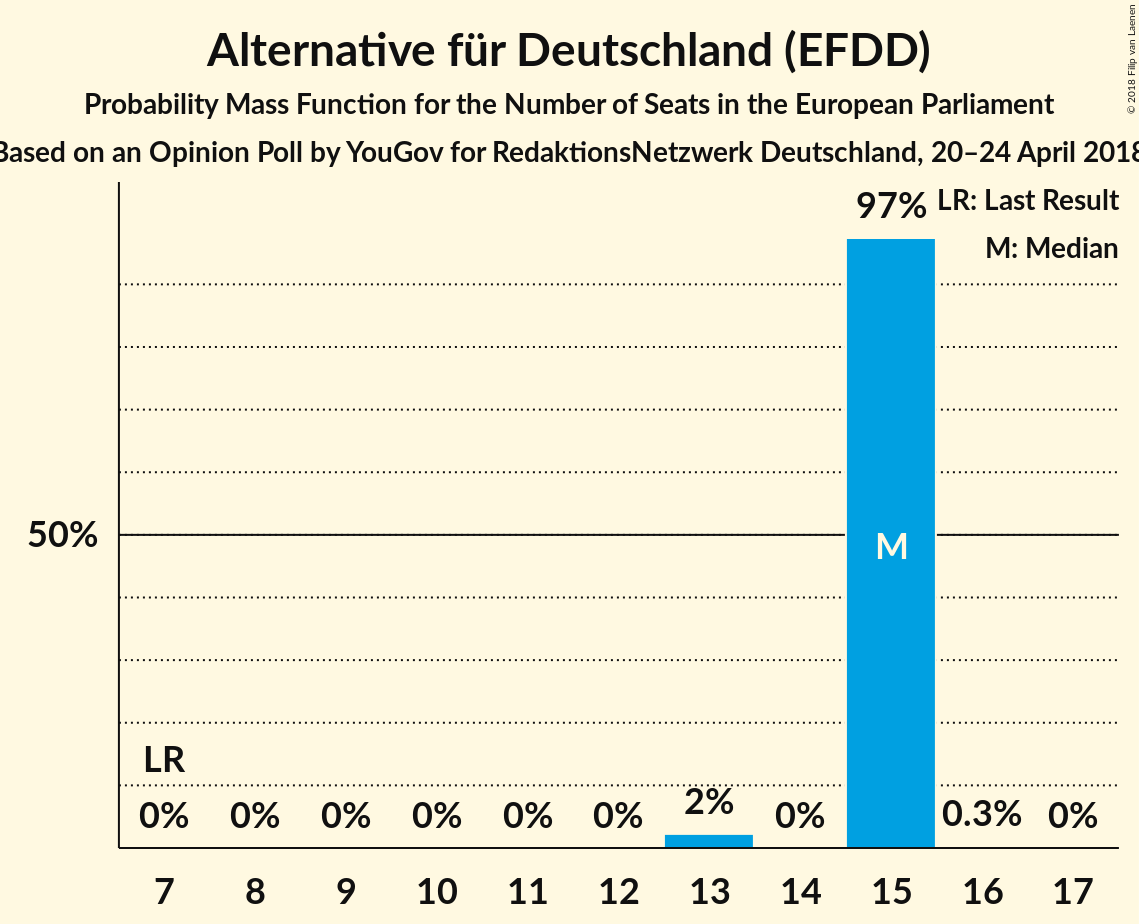 Alternative für Deutschland (EFDD)
Probability Mass Function for the Number of Seats in the European Parliament
Based on an Opinion Poll by YouGov for RedaktionsNetzwerk Deutschland, 20–24 April 2018
© 2018 Filip van Laenen
LR: Last Result
M: Median
97%
50%
M
LR
0% 0% 0% 0% 0% 0% 2% 0% 0.3% 0%
7 8 9 10 11 12 13 14 15 16 17